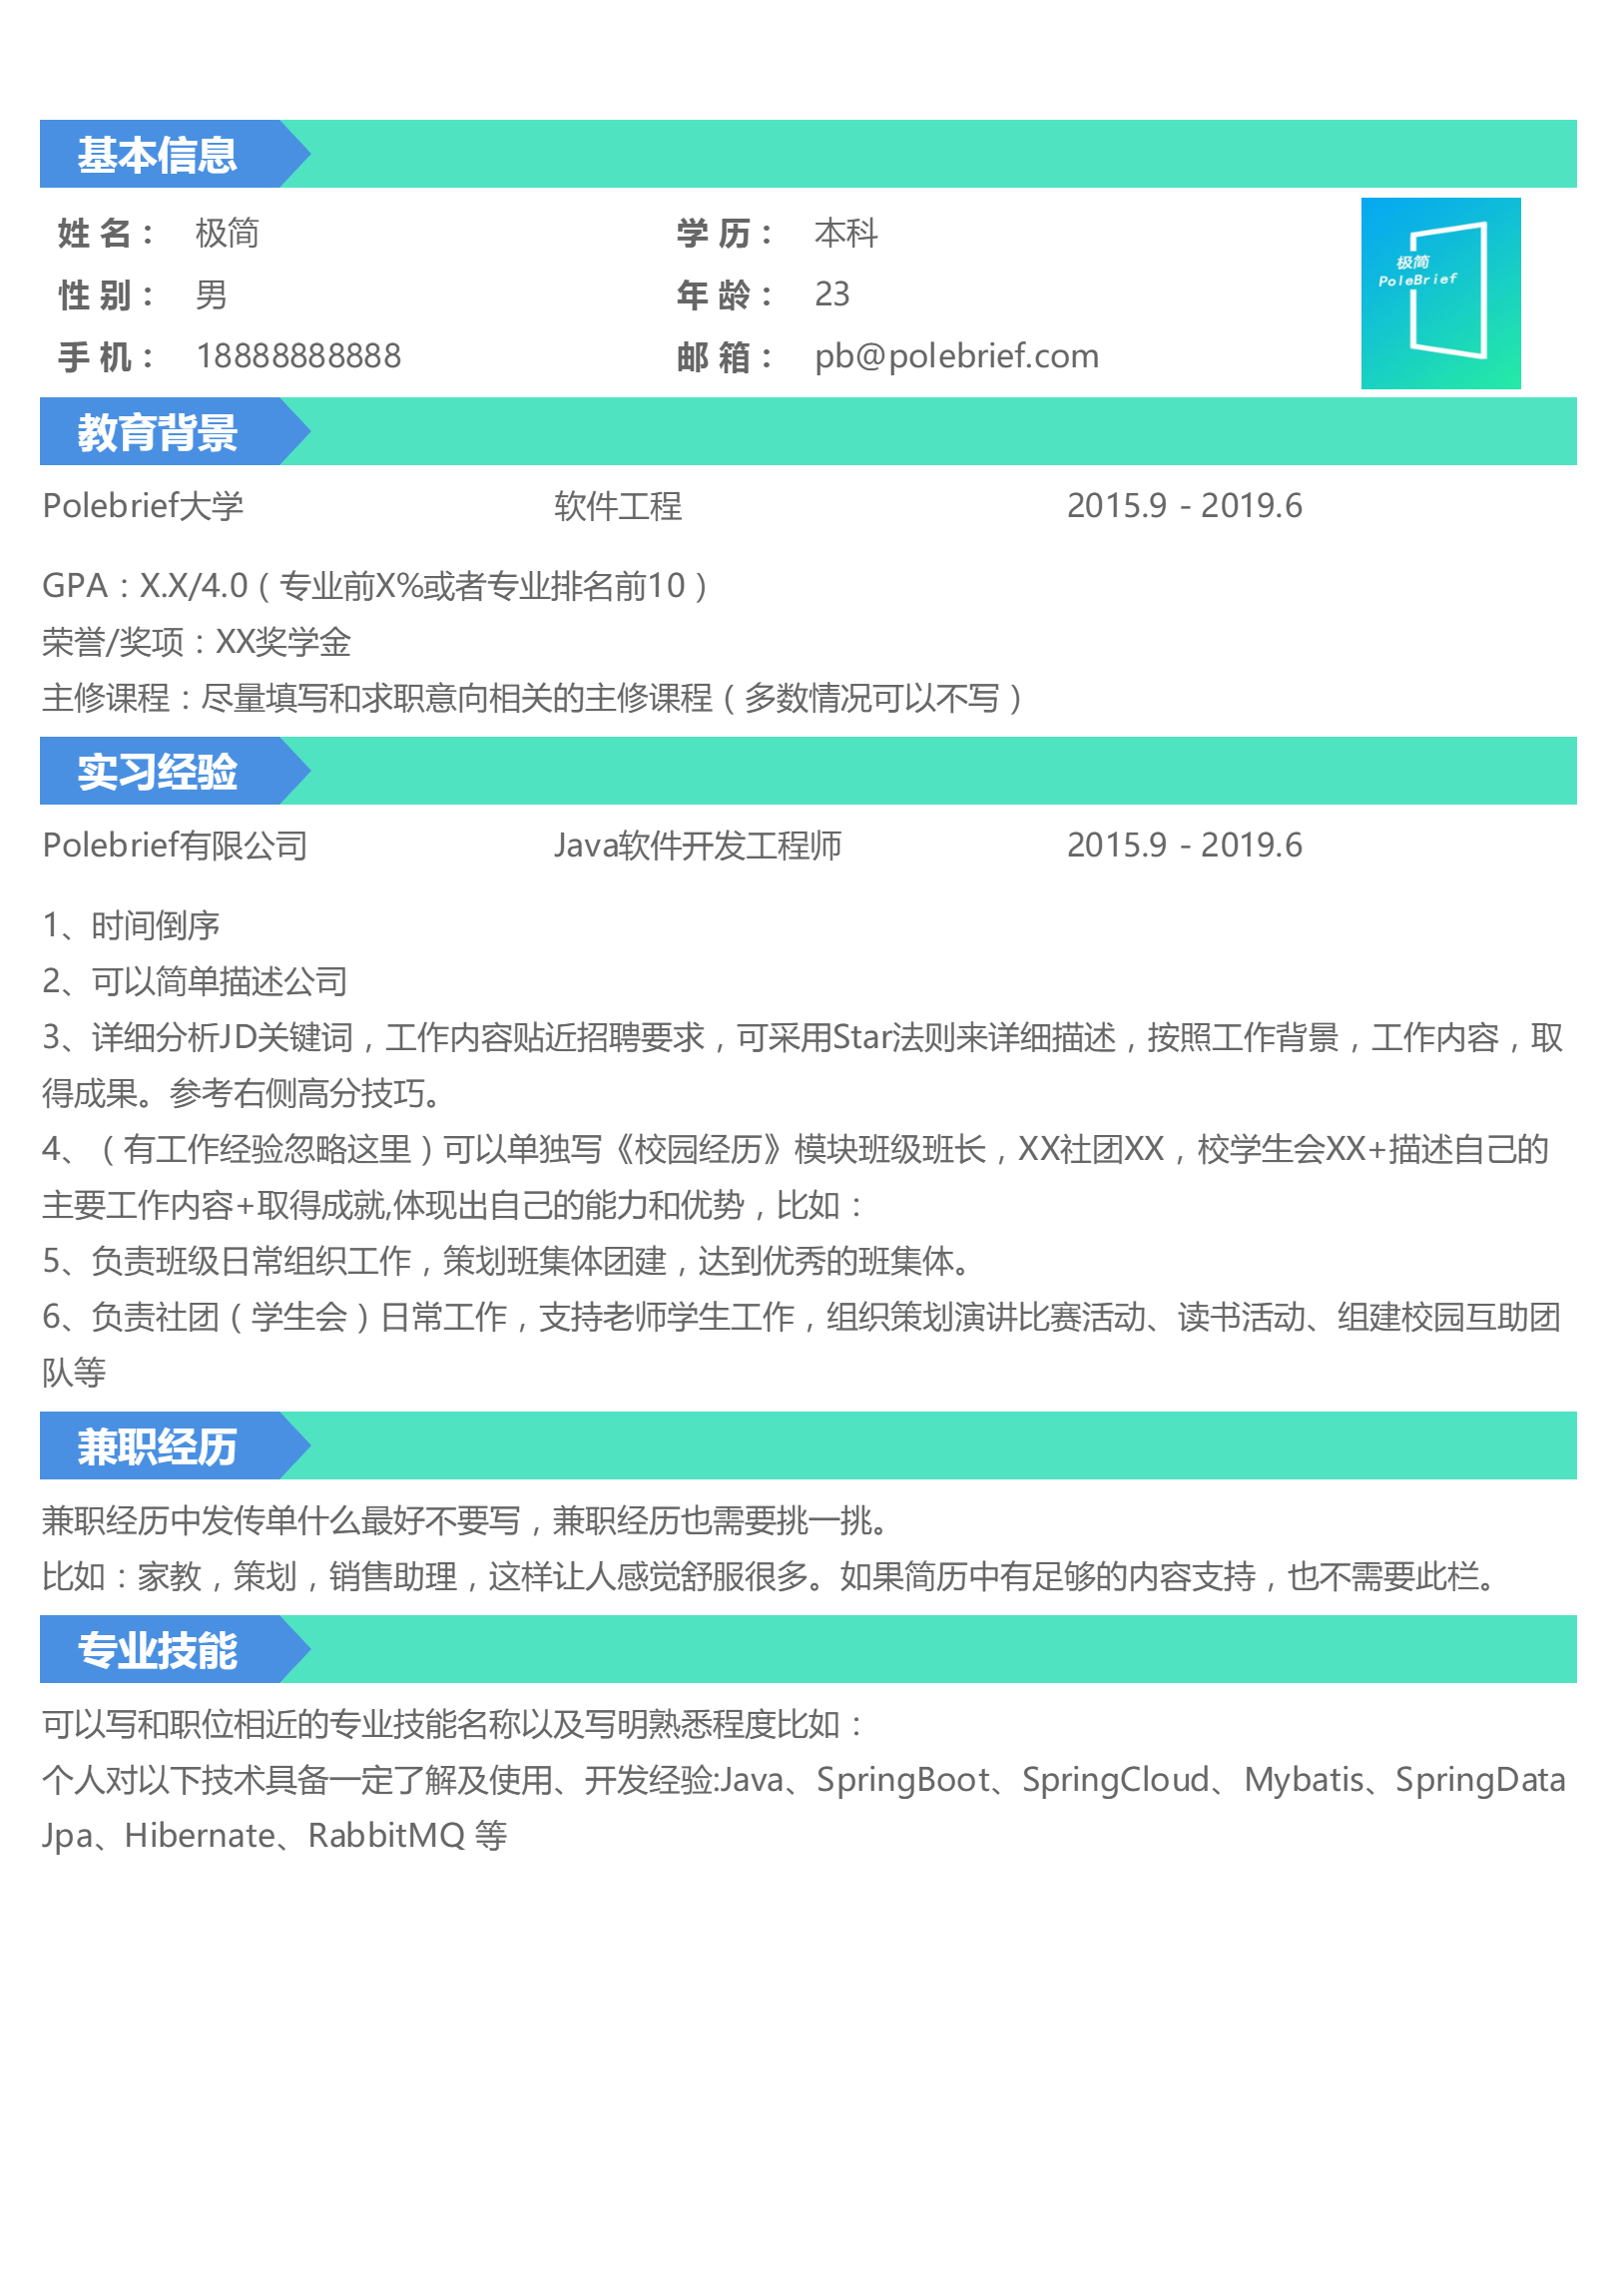 基本信息
姓 名： 极简 学 历： 本科
极简
PoleBrief
性 别： 男 年 龄： 23
手 机： 18888888888 邮 箱： pb@polebrief.com
教育背景
Polebrief大学 软件工程 2015.9 - 2019.6
GPA：X.X/4.0（专业前X%或者专业排名前10）
荣誉/奖项：XX奖学金
主修课程：尽量填写和求职意向相关的主修课程（多数情况可以不写）
实习经验
Polebrief有限公司 Java软件开发工程师 2015.9 - 2019.6
1、时间倒序
2、可以简单描述公司
3、详细分析JD关键词，工作内容贴近招聘要求，可采用Star法则来详细描述，按照工作背景，工作内容，取
得成果。参考右侧高分技巧。
4、（有工作经验忽略这里）可以单独写《校园经历》模块班级班长，XX社团XX，校学生会XX+描述自己的
主要工作内容+取得成就,体现出自己的能力和优势，比如：
5、负责班级日常组织工作，策划班集体团建，达到优秀的班集体。
6、负责社团（学生会）日常工作，支持老师学生工作，组织策划演讲比赛活动、读书活动、组建校园互助团
队等
兼职经历
兼职经历中发传单什么最好不要写，兼职经历也需要挑一挑。
比如：家教，策划，销售助理，这样让人感觉舒服很多。如果简历中有足够的内容支持，也不需要此栏。
专业技能
可以写和职位相近的专业技能名称以及写明熟悉程度比如：
个人对以下技术具备一定了解及使用、开发经验:Java、SpringBoot、SpringCloud、Mybatis、SpringData
Jpa、Hibernate、RabbitMQ 等